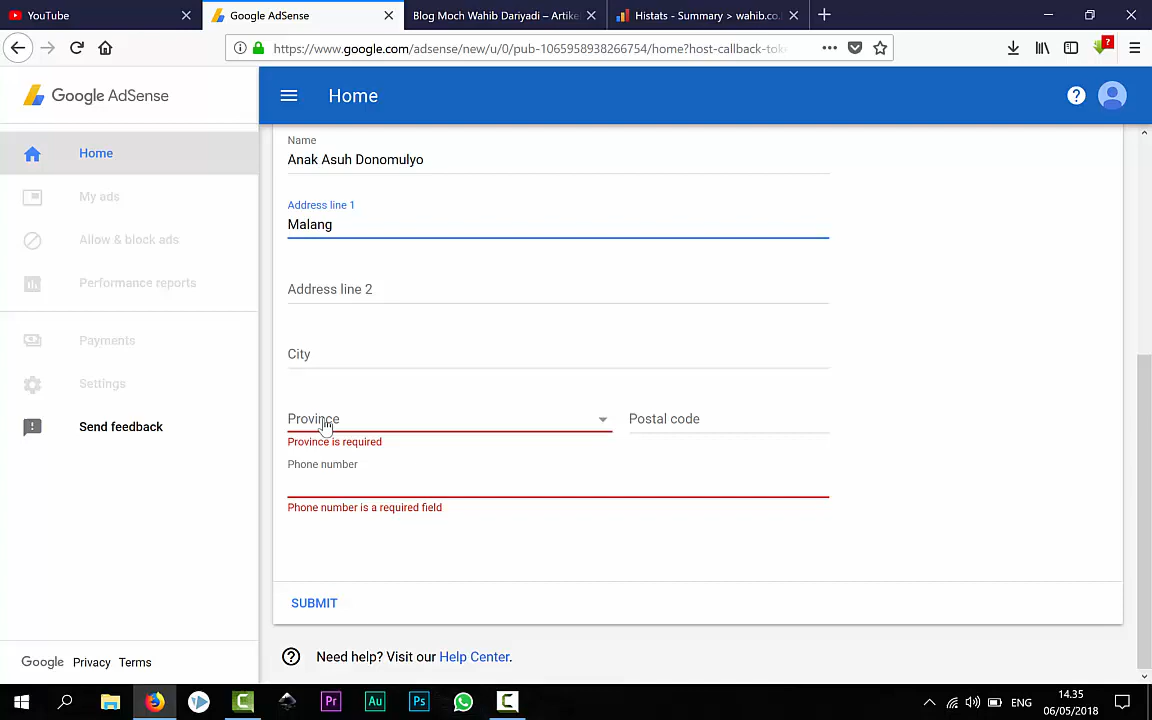 YouTube
Google AdSense
Blog Moch Wahib Dariyadi – Artike
Histats - Summary > wahib.co.
https://www.google.com/adsense/new/u/0/pub-1065958938266754/home?host-callback-tok
Google AdSense
Home
Home
My ads
Allow & block ads
Performance reports
Payments
Settings
Send feedback
Google Privacy Terms
Name
Anak Asuh Donomulyo
Address line 1
Malang
Address line 2
City
Province
Postal code
Province is required
Phone number
Phone number is a required field
SUBMIT
Need help? Visit our Help Center.
Pr
Au
Ps
ENG
14.35
06/05/2018